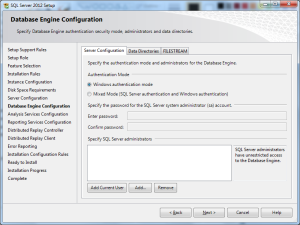 SQL Server 2012 Setup
Database Engine Configuration
Specify Database Engine authentication security mode, administrators and data directories.
Setup Support Rules
Setup Role
Feature Selection
Installation Rules
Instance Configuration
Disk Space Requirements
Server Configuration
Database Engine Configuration
Analysis Services Configuration
Reporting Services Configuration
Distributed Replay Controller
Distributed Replay Client
Error Reporting
Installation Configuration Rules
Ready to Install
Installation Progress
Complete
Server Configuration Data Directories FILESTREAM
Specify the authentication mode and administrators for the Database Engine.
Authentication Mode
Windows authentication mode
Mixed Mode (SQL Server authentication and Windows authentication)
Specify the password for the SQL Server system administrator (sa) account.
Enter password:
Confirm password:
Specify SQL Server administrators
SQL Server administrators
have unrestricted access
to the Database Engine.
Add Current User Add... Remove
< Back Next > Cancel Help